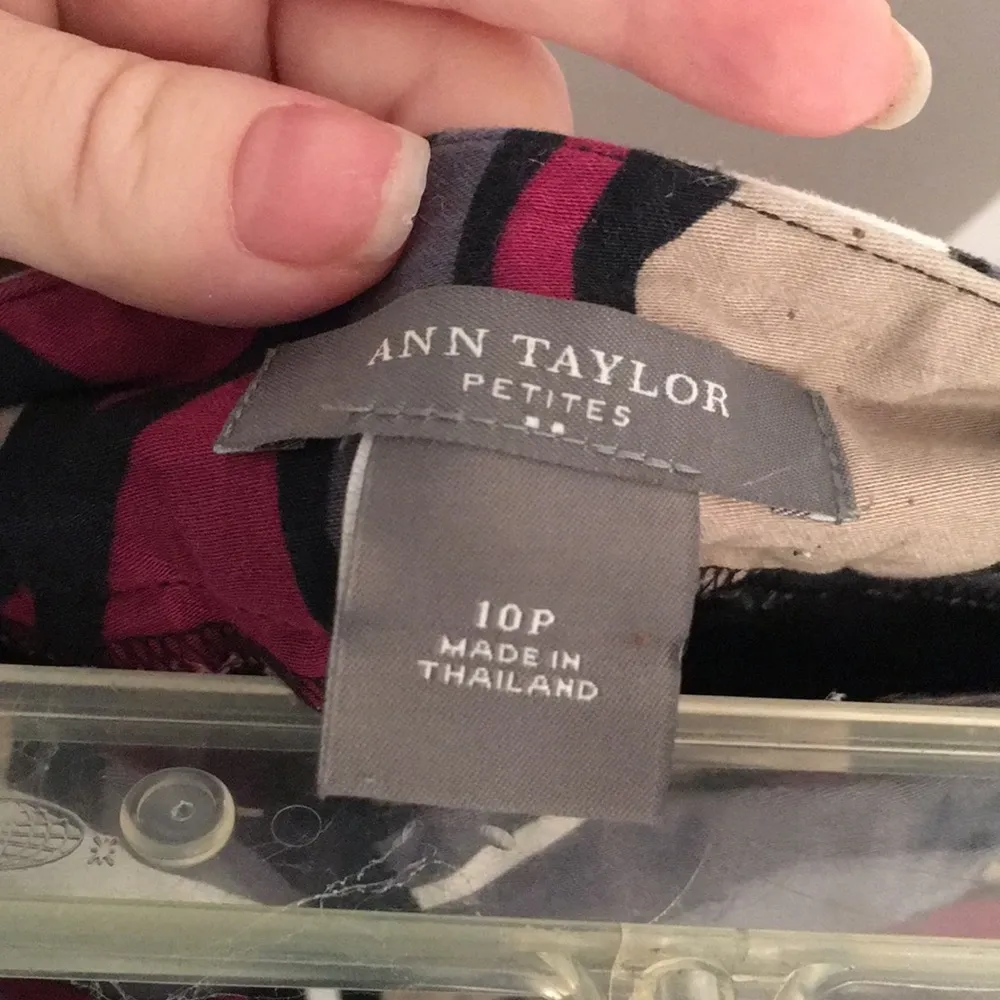 ANN TAYLOR
PETITES
10P
MADE IN
THAILAND